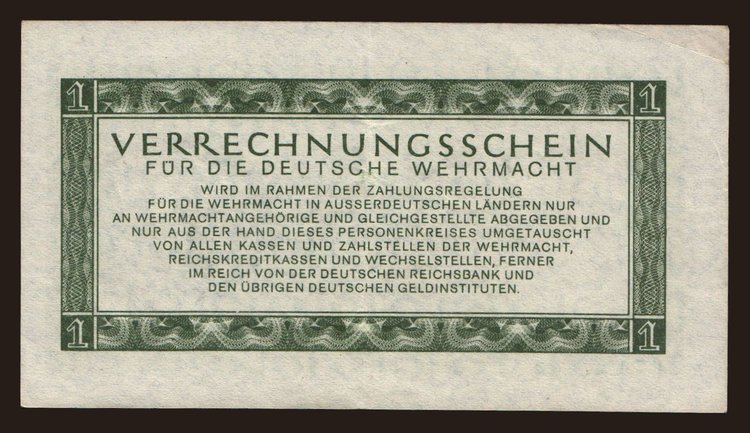 1 1
VERRECHNUNGSSCHEIN
FÜR DIE DEUTSCHE WEHRMACHT
WIRD IM RAHMEN DER ZAHLUNGSREGELUNG
FÜR DIE WEHRMACHT IN AUSSERDEUTSCHEN LÄNDERN NUR
AN WEHRMACHTANGEHÖRIGE UND GLEICHGESTELLTE ABGEGEBEN UND
NUR AUS DER HAND DIESES PERSONENKREISES UMGETAUSCHT
VON ALLEN KASSEN UND ZAHLSTELLEN DER WEHRMACHT,
REICHSKREDITKASSEN UND WECHSELSTELLEN, FERNER
IM REICH VON DER DEUTSCHEN REICHSBANK UND
DEN ÜBRIGEN DEUTSCHEN GELDINSTITUTEN.
1 1